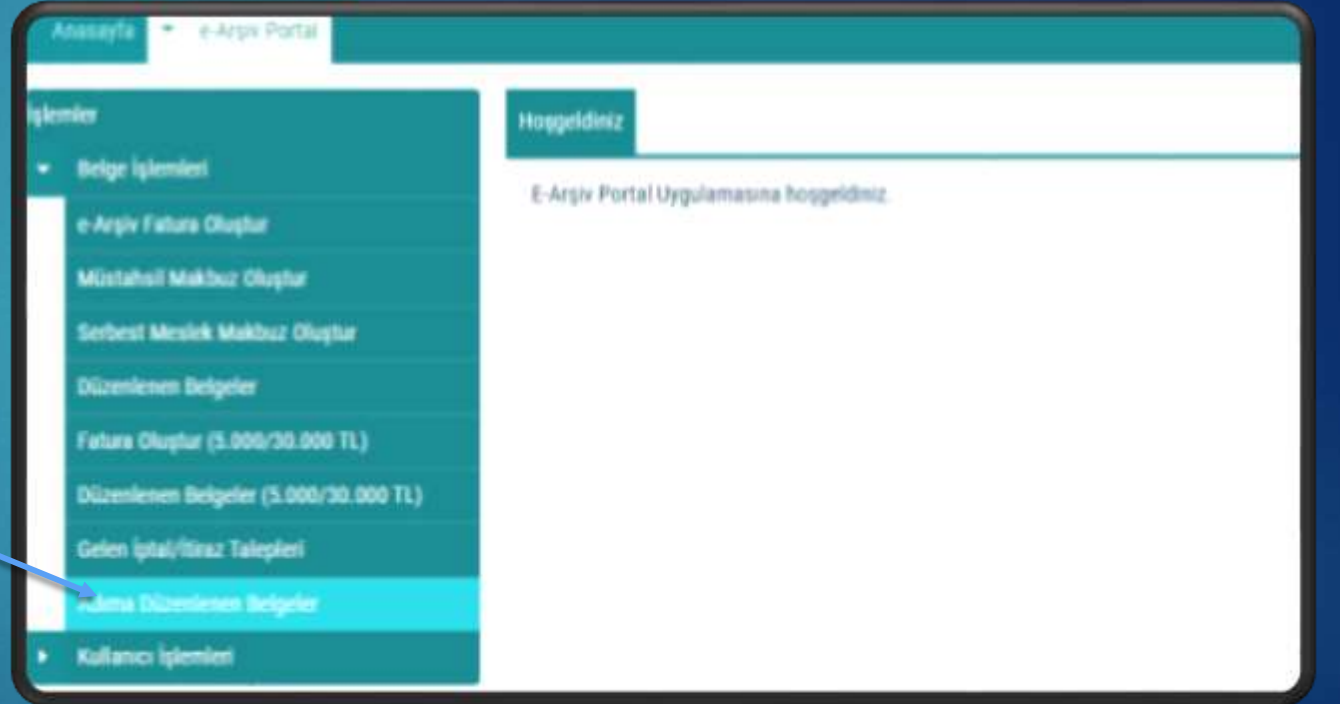 Anasayfa
e-Arşiv Portal
İşlemler
Belge İşlemleri
e-Arşiv Fatura Oluştur
Müstahsil Makbuz Oluştur
Serbest Meslek Makbuz Oluştur
Düzenlenen Belgeler
Fatura Oluştur (5.000/30.000 TL)
Düzenlenen Belgeler (5.000/30.000 TL)
Gelen İptal/İtiraz Talepleri
Adıma Düzenlenen Belgeler
Kullanıcı İşlemleri
Hoşgeldiniz
E-Arşiv Portal Uygulamasına hoşgeldiniz.